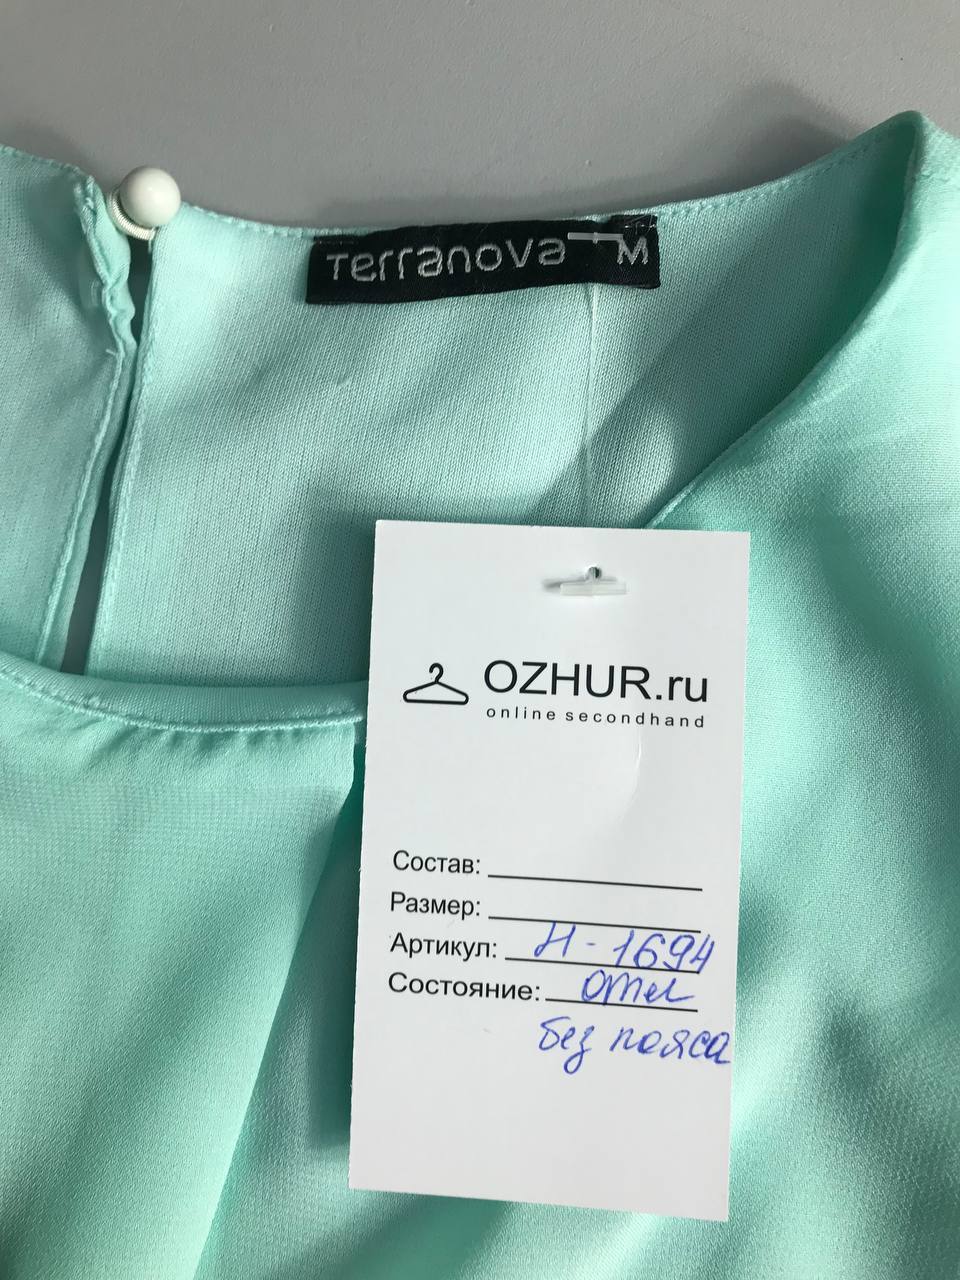 Terranova M
OZHUR.ru
online secondhand
Состав:
Размер:
Артикул: Н-1694
Состояние: отл
без пояса